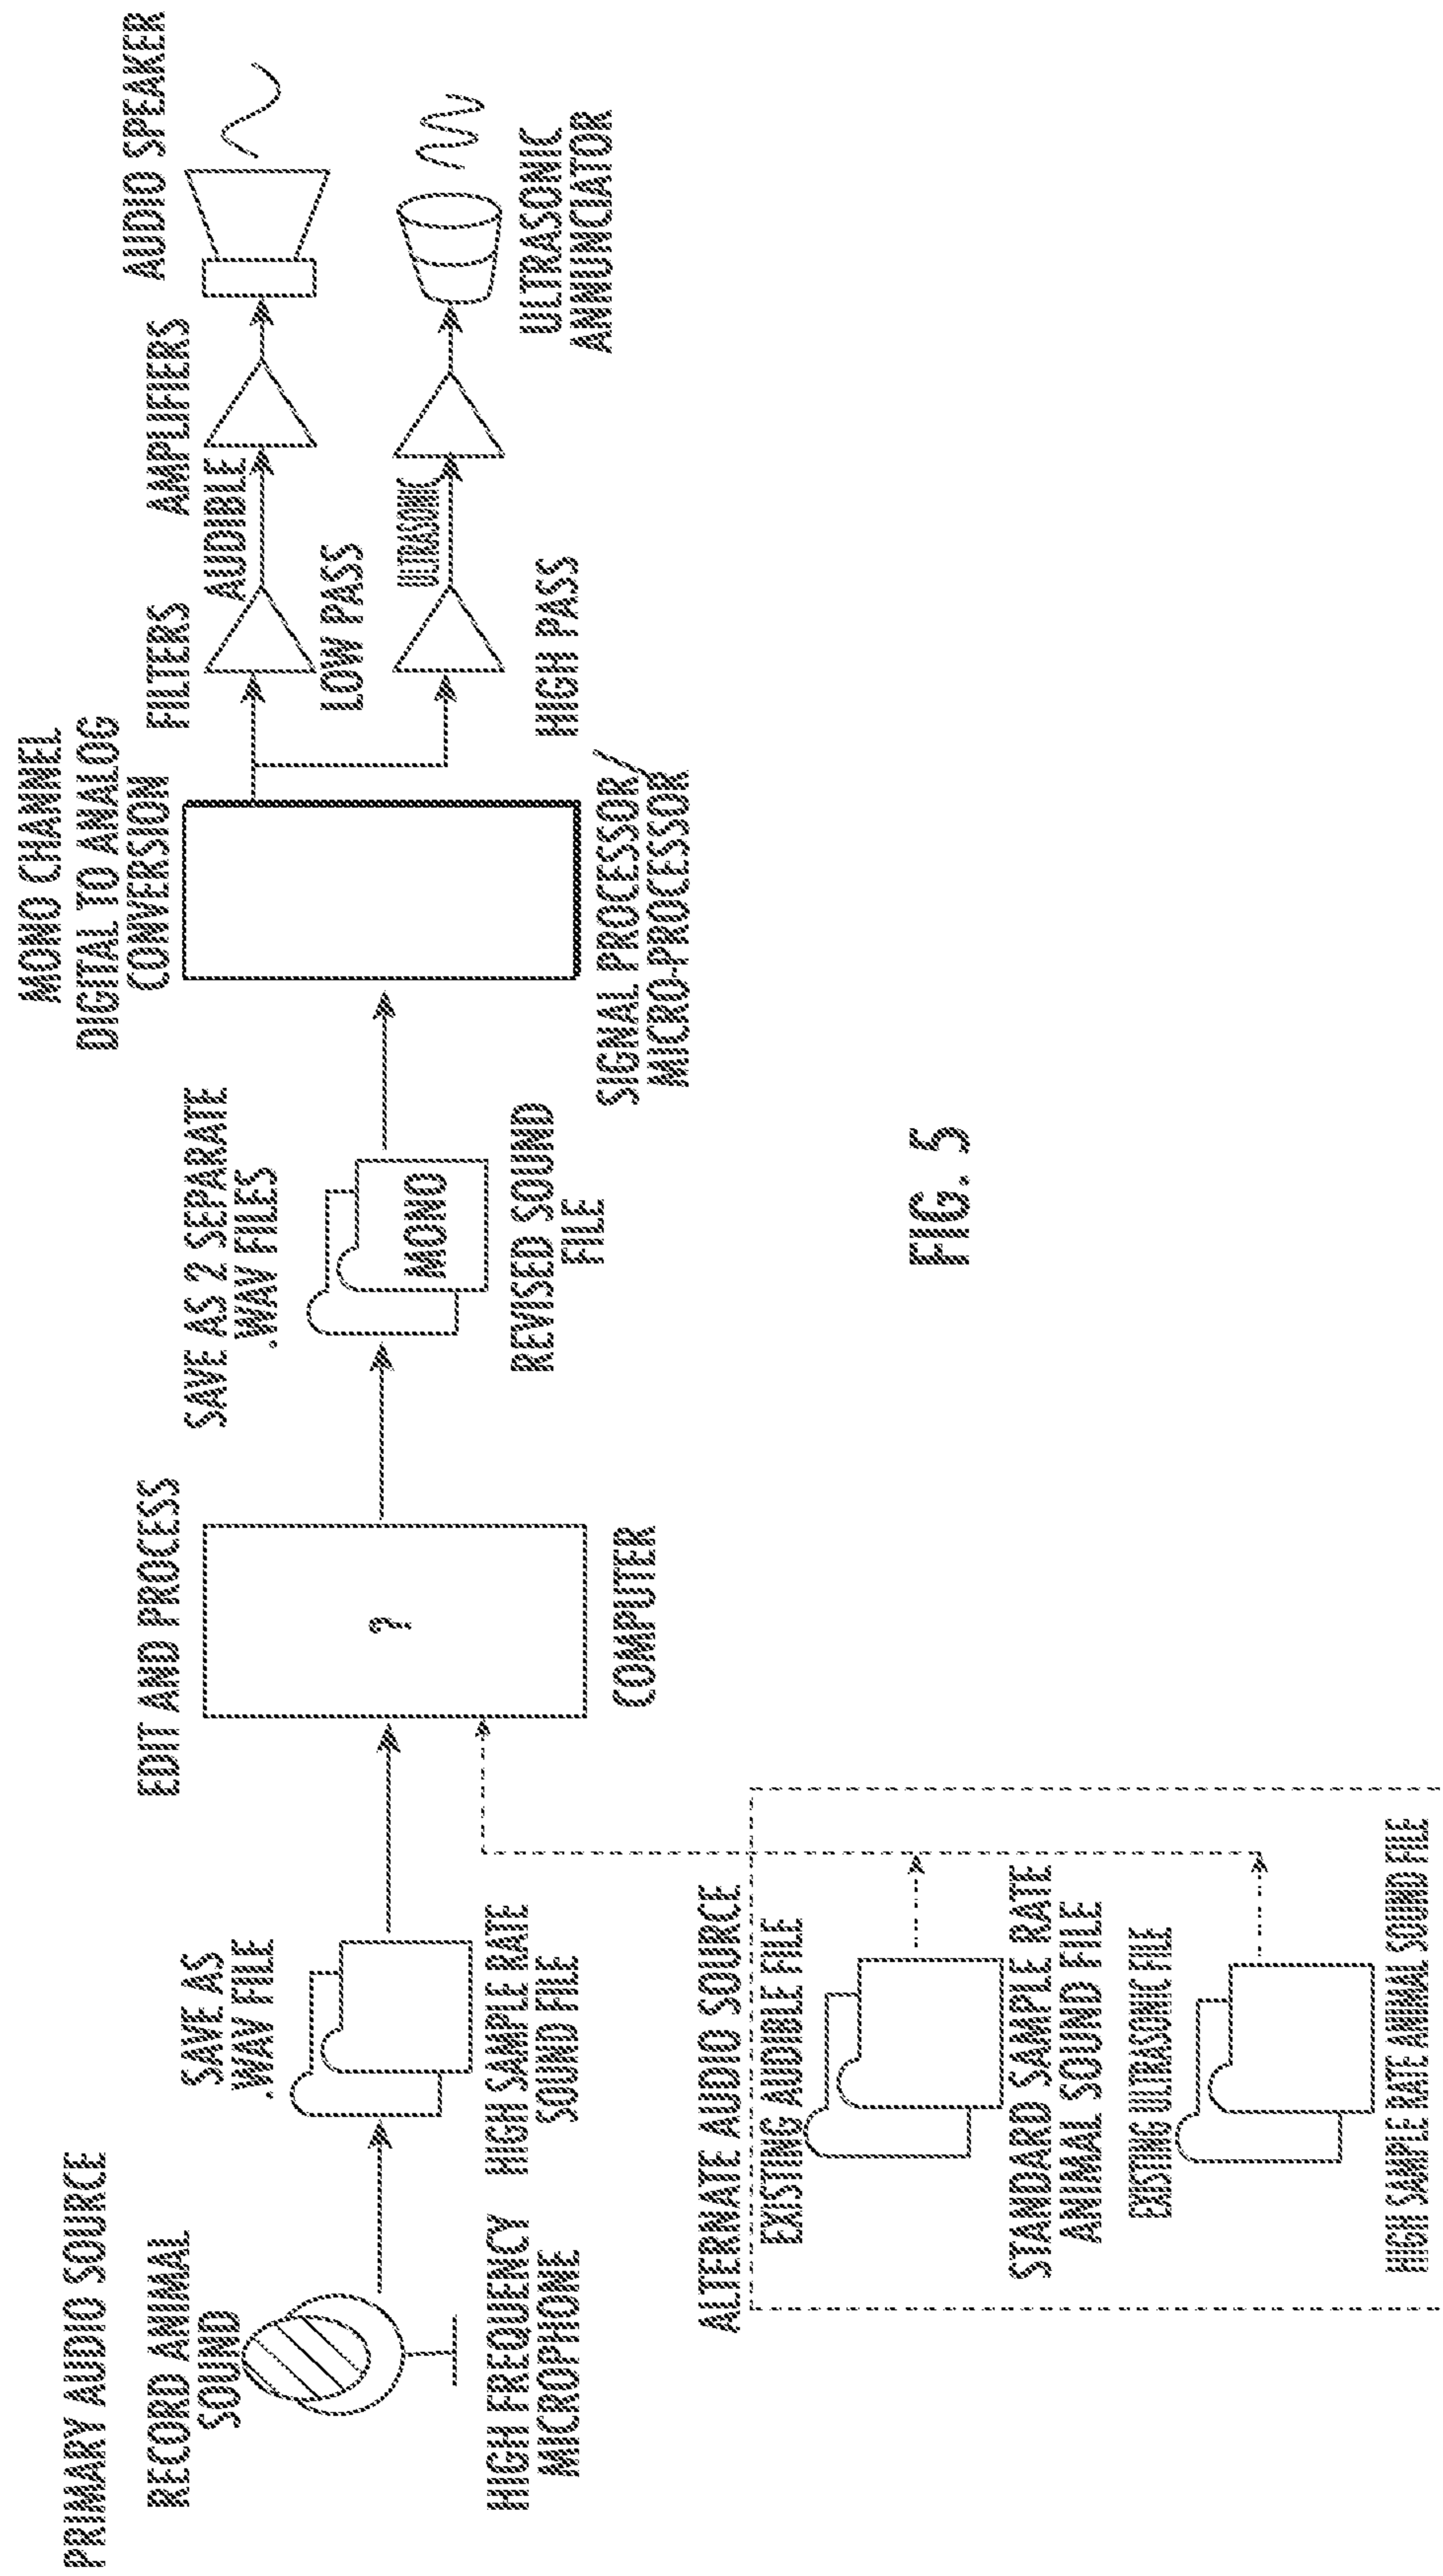 PRIMARY AUDIO SOURCE
RECORD ANIMAL
SOUND
HIGH FREQUENCY
MICROPHONE
SAVE AS
.WAV FILE
HIGH SAMPLE RATE
SOUND FILE
EDIT AND PROCESS
?
COMPUTER
SAVE AS 2 SEPARATE
.WAV FILES
MONO
REVISED SOUND
FILE
MONO CHANNEL
DIGITAL TO ANALOG
CONVERSION
SIGNAL PROCESSOR/
MICRO-PROCESSOR
FILTERS
AUDIBLE
LOW PASS
ULTRASONIC
HIGH PASS
AMPLIFIERS
AUDIO SPEAKER
ULTRASONIC
ANNUNCIATOR
ALTERNATE AUDIO SOURCE
EXISTING AUDIBLE FILE
STANDARD SAMPLE RATE
ANIMAL SOUND FILE
EXISTING ULTRASONIC FILE
HIGH SAMPLE RATE ANIMAL SOUND FILE
FIG. 5